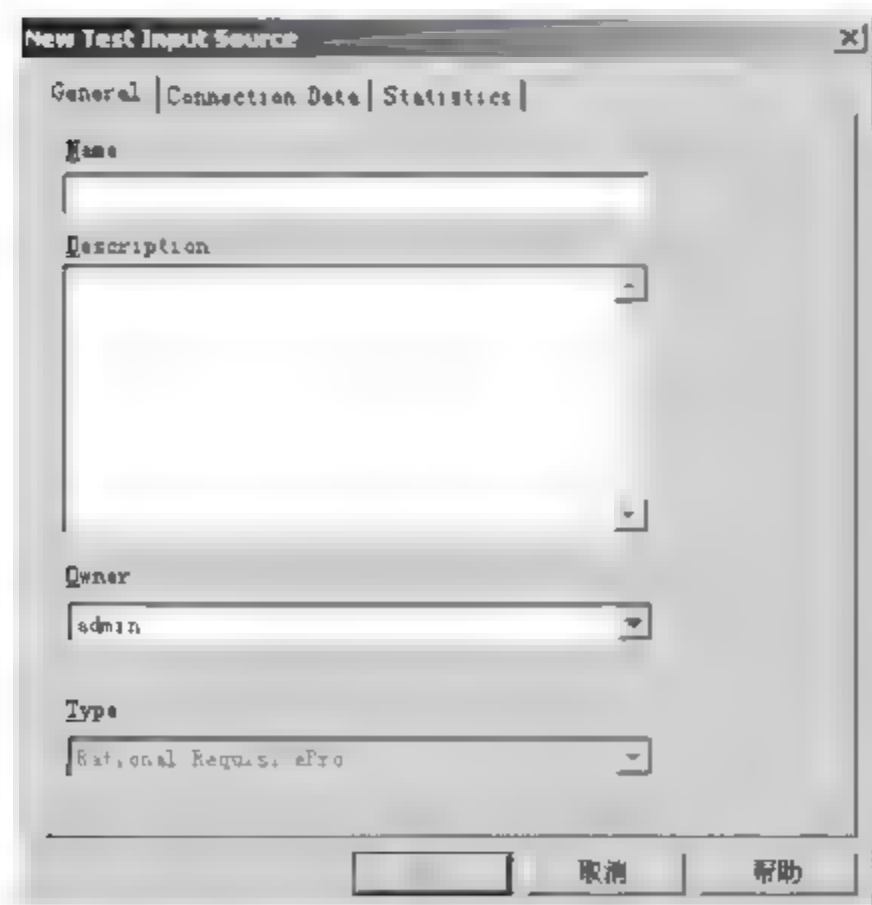 New Test Input Source
General Connection Data Statistics
Name
Description
Owner
admin
Type
Rational RequisitePro
取消 帮助